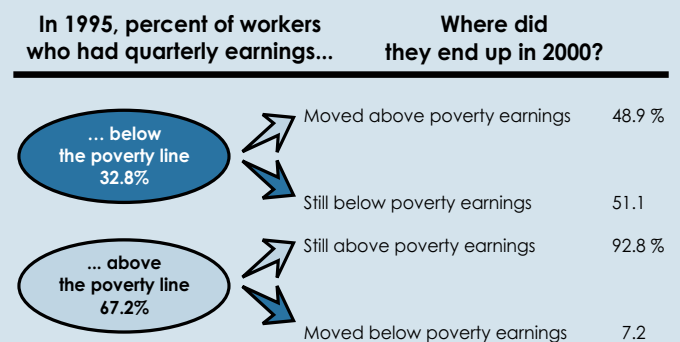 In 1995, percent of workers
who had quarterly earnings...
Where did
they end up in 2000?
... below
the poverty line
32.8%
Moved above poverty earnings 48.9 %
Still below poverty earnings 51.1
... above
the poverty line
67.2%
Still above poverty earnings 92.8 %
Moved below poverty earnings 7.2